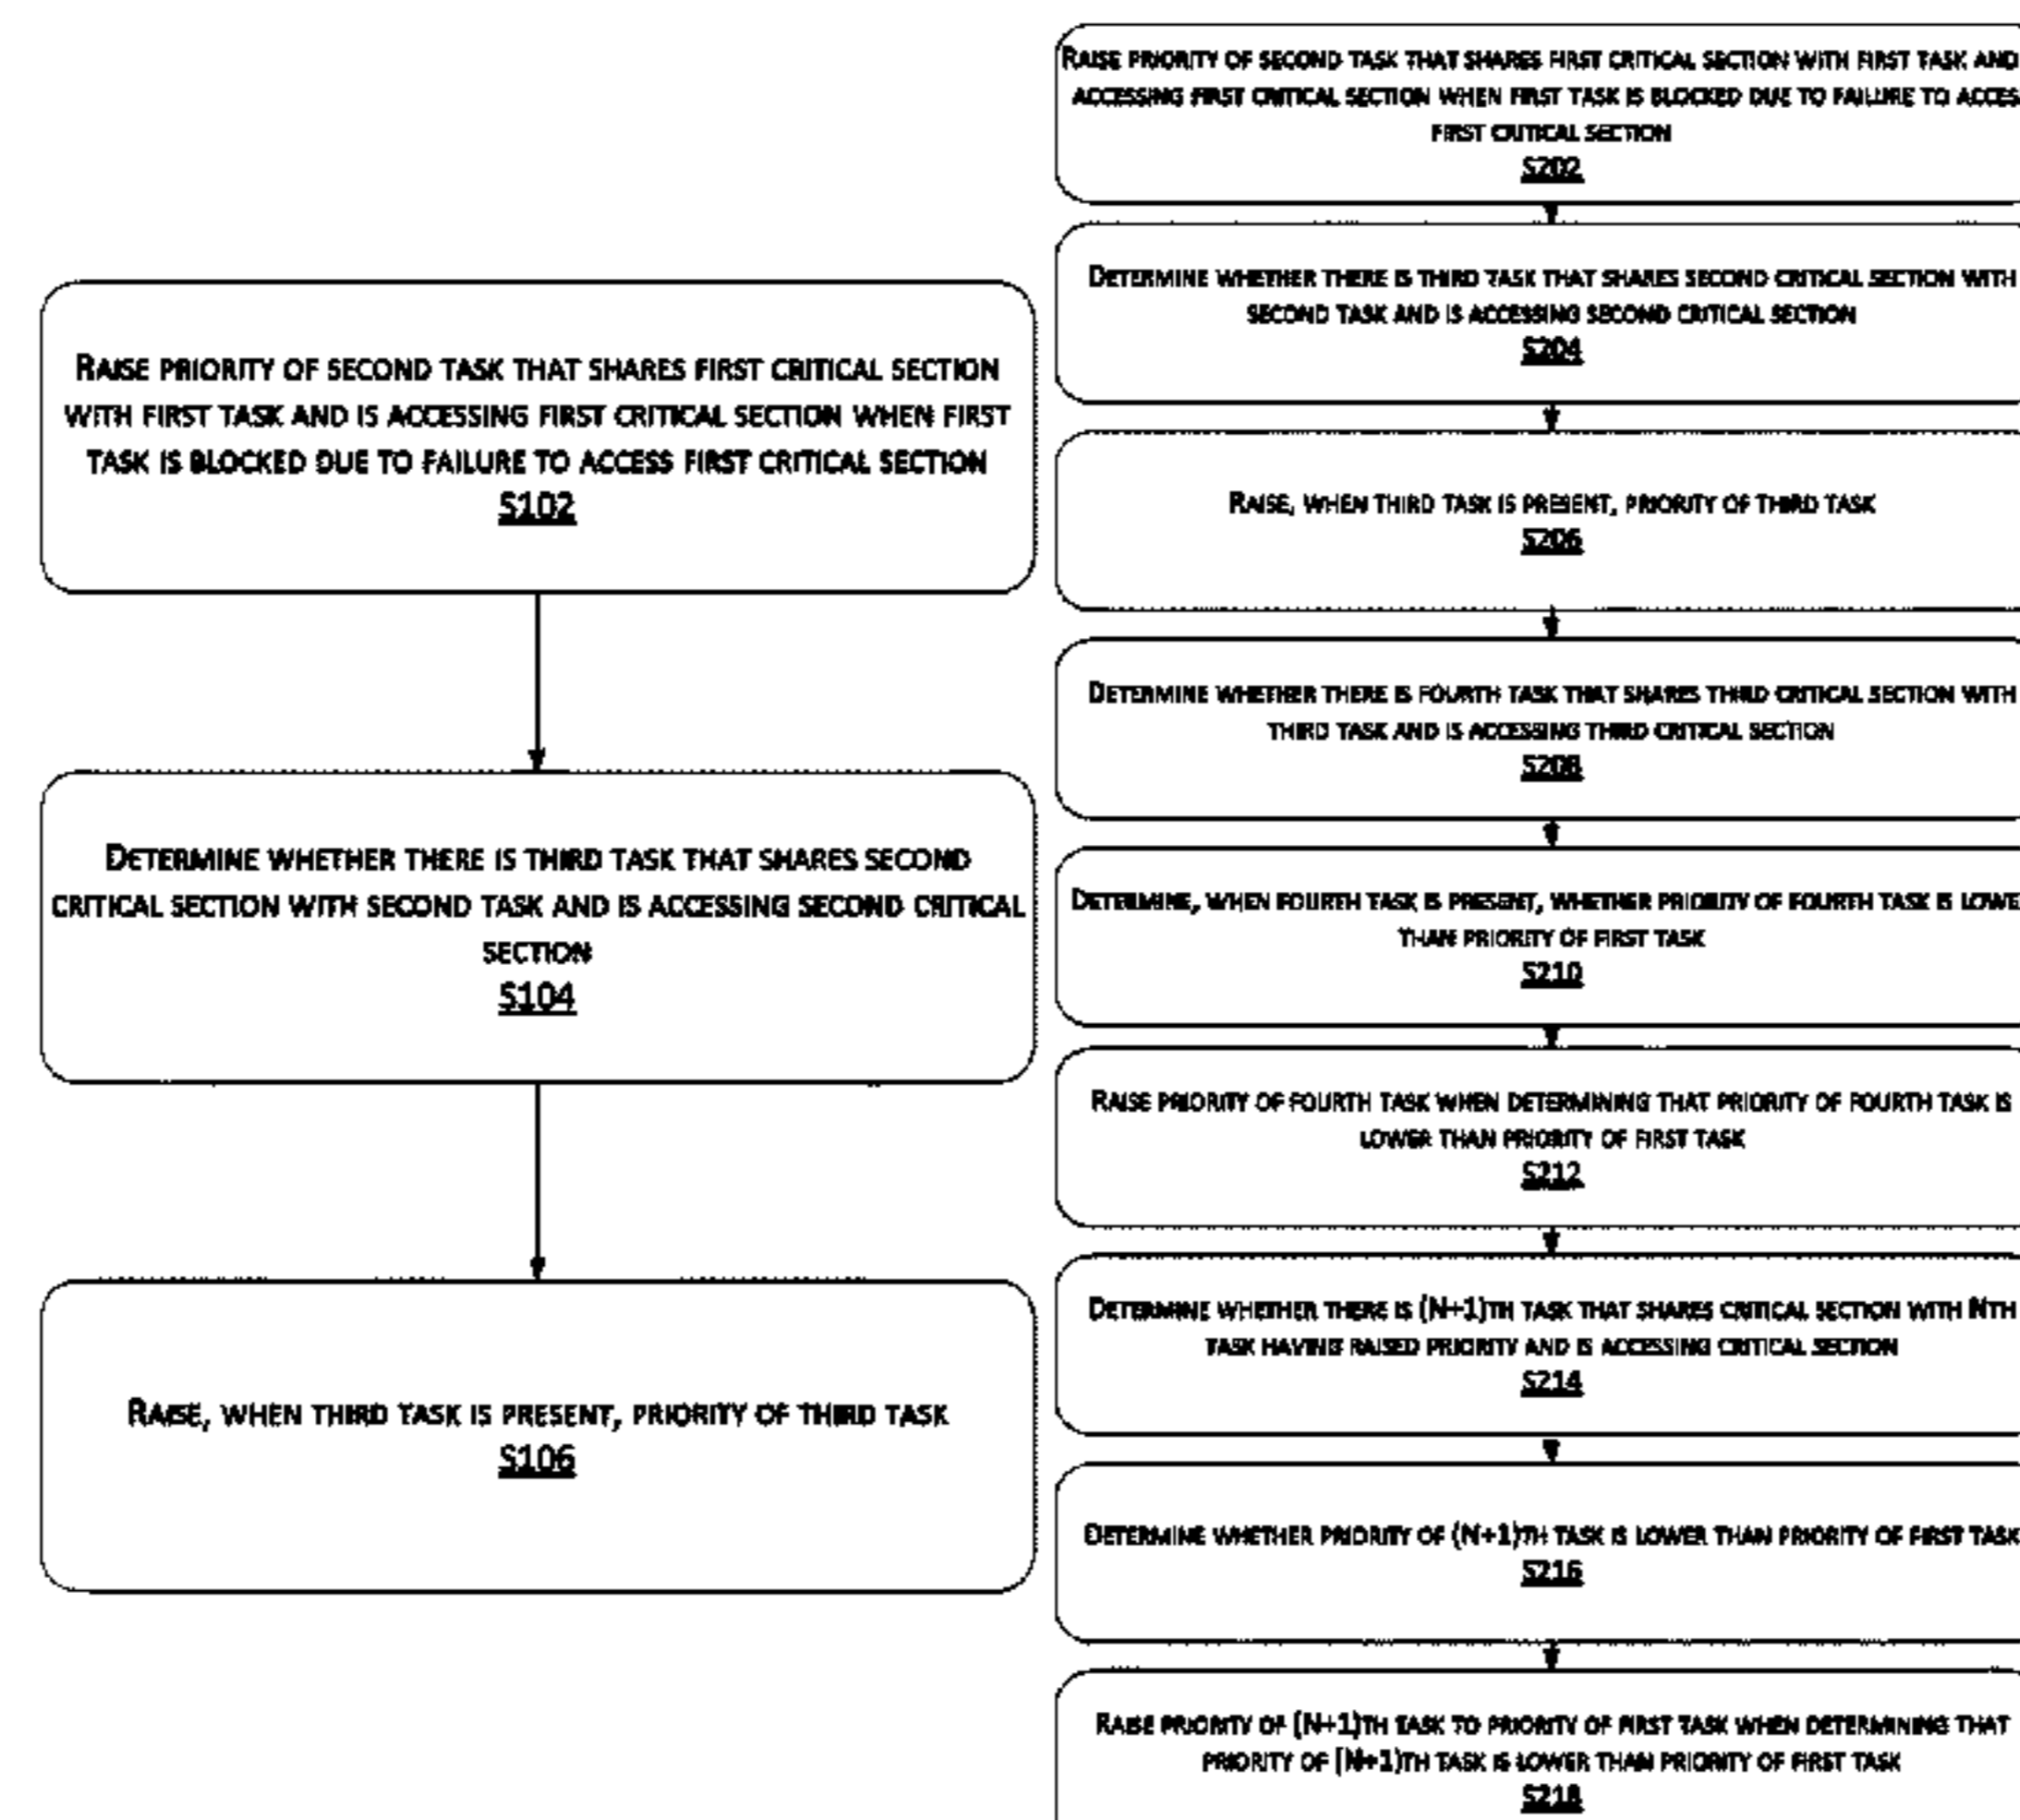 RAISE PRIORITY OF SECOND TASK THAT SHARES FIRST CRITICAL SECTION
WITH FIRST TASK AND IS ACCESSING FIRST CRITICAL SECTION WHEN FIRST
TASK IS BLOCKED DUE TO FAILURE TO ACCESS FIRST CRITICAL SECTION
S102
DETERMINE WHETHER THERE IS THIRD TASK THAT SHARES SECOND
CRITICAL SECTION WITH SECOND TASK AND IS ACCESSING SECOND CRITICAL
SECTION
S104
RAISE, WHEN THIRD TASK IS PRESENT, PRIORITY OF THIRD TASK
S106
RAISE PRIORITY OF SECOND TASK THAT SHARES FIRST CRITICAL SECTION WITH FIRST TASK AND
ACCESSING FIRST CRITICAL SECTION WHEN FIRST TASK IS BLOCKED DUE TO FAILURE TO ACCES
FIRST CRITICAL SECTION
S202
DETERMINE WHETHER THERE IS THIRD TASK THAT SHARES SECOND CRITICAL SECTION WITH
SECOND TASK AND IS ACCESSING SECOND CRITICAL SECTION
S204
RAISE, WHEN THIRD TASK IS PRESENT, PRIORITY OF THIRD TASK
S206
DETERMINE WHETHER THERE IS FOURTH TASK THAT SHARES THIRD CRITICAL SECTION WITH
THIRD TASK AND IS ACCESSING THIRD CRITICAL SECTION
S208
DETERMINE, WHEN FOURTH TASK IS PRESENT, WHETHER PRIORITY OF FOURTH TASK IS LOWE
THAN PRIORITY OF FIRST TASK
S210
RAISE PRIORITY OF FOURTH TASK WHEN DETERMINING THAT PRIORITY OF FOURTH TASK IS
LOWER THAN PRIORITY OF FIRST TASK
S212
DETERMINE WHETHER THERE IS (N+1)TH TASK THAT SHARES CRITICAL SECTION WITH NTH
TASK HAVING RAISED PRIORITY AND IS ACCESSING CRITICAL SECTION
S214
DETERMINE WHETHER PRIORITY OF (N+1)TH TASK IS LOWER THAN PRIORITY OF FIRST TASK
S216
RAISE PRIORITY OF (N+1)TH TASK TO PRIORITY OF FIRST TASK WHEN DETERMINING THAT
PRIORITY OF (N+1)TH TASK IS LOWER THAN PRIORITY OF FIRST TASK
S218